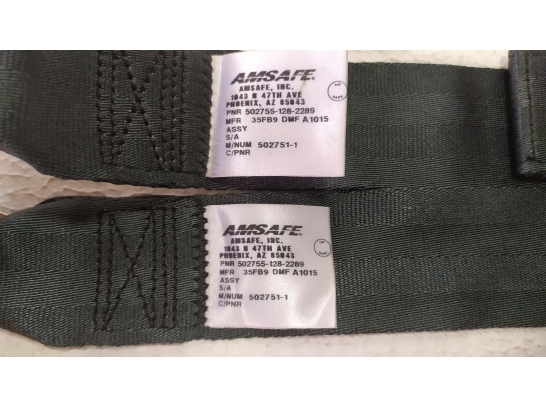 AMSAFE®
AMSAFE, INC.
1043 N 47TH AVE
PHOENIX, AZ 85043
PNR 502755-128-2289
MFR 35FB9 DMF A1015
ASSY
S/A
M/NUM 502751-1
C/PNR
AMSAFE®
AMSAFE, INC.
1043 N 47TH AVE
PHOENIX, AZ 85043
PNR 502755-128-2289
MFR 35FB9 DMF A1015
ASSY
S/A
M/NUM 502751-1
C/PNR